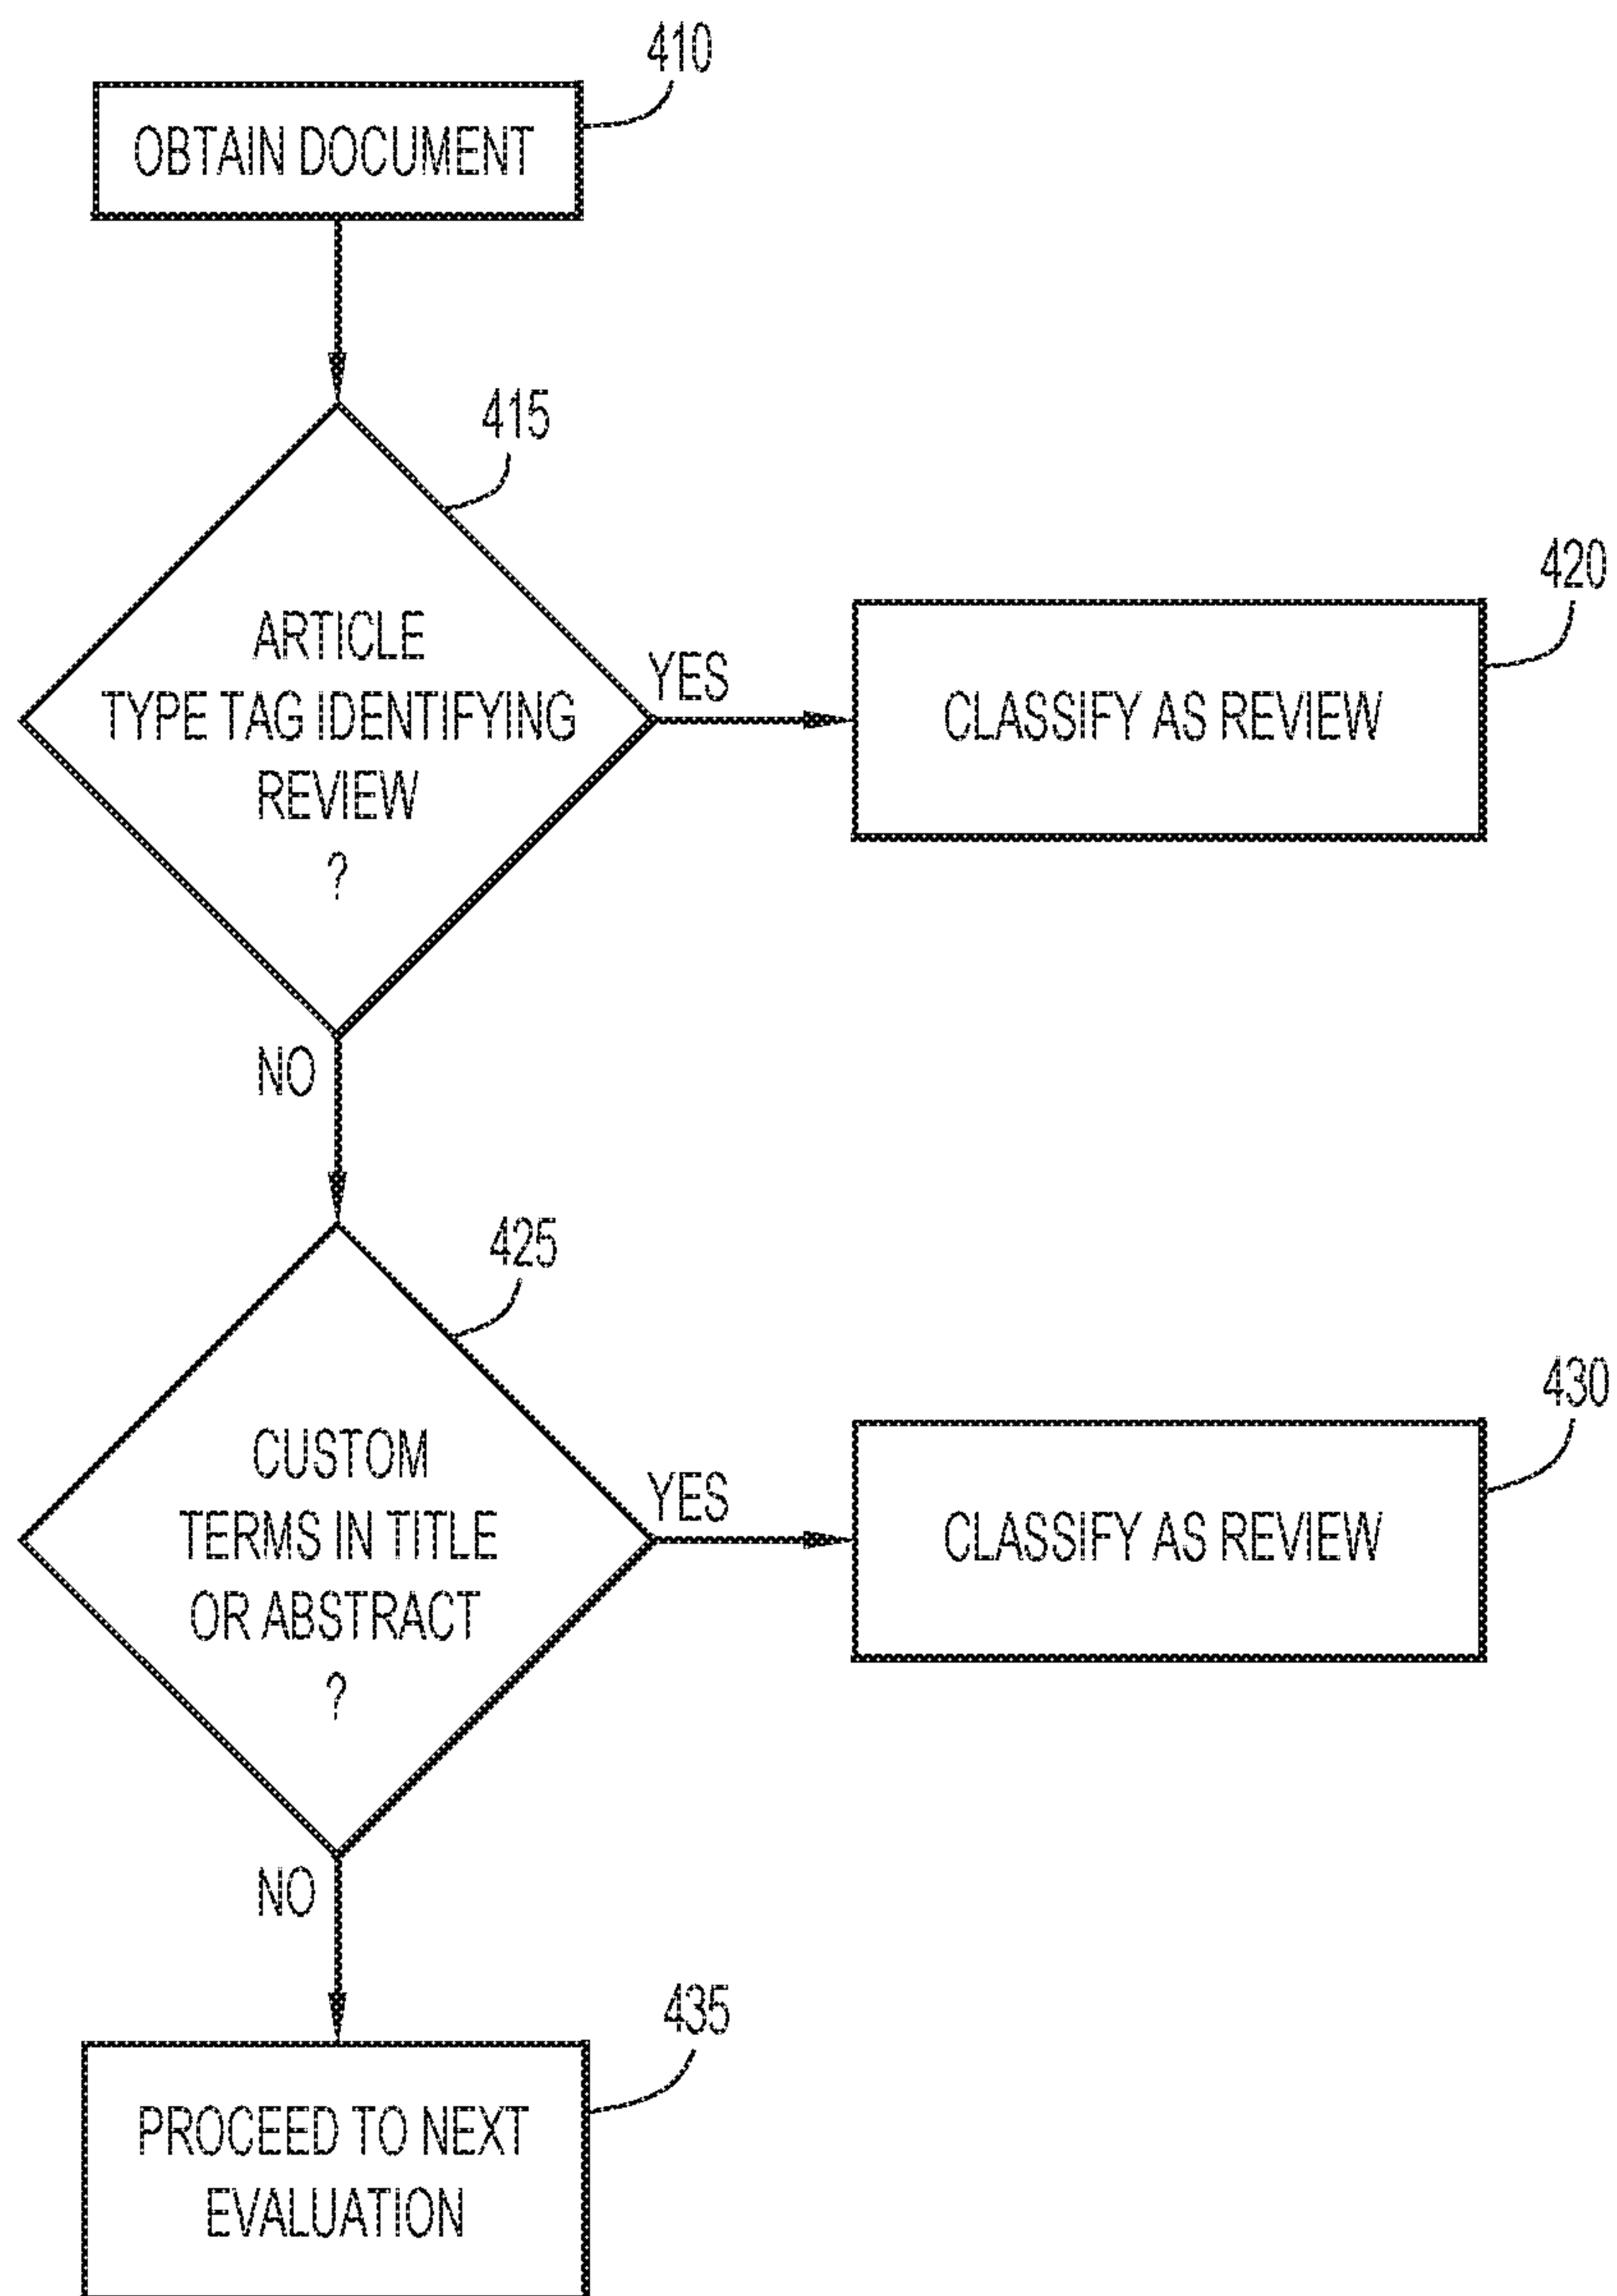 410
OBTAIN DOCUMENT
415
ARTICLE
TYPE TAG IDENTIFYING
REVIEW
?
YES
420
CLASSIFY AS REVIEW
NO
425
CUSTOM
TERMS IN TITLE
OR ABSTRACT
?
YES
430
CLASSIFY AS REVIEW
NO
435
PROCEED TO NEXT
EVALUATION